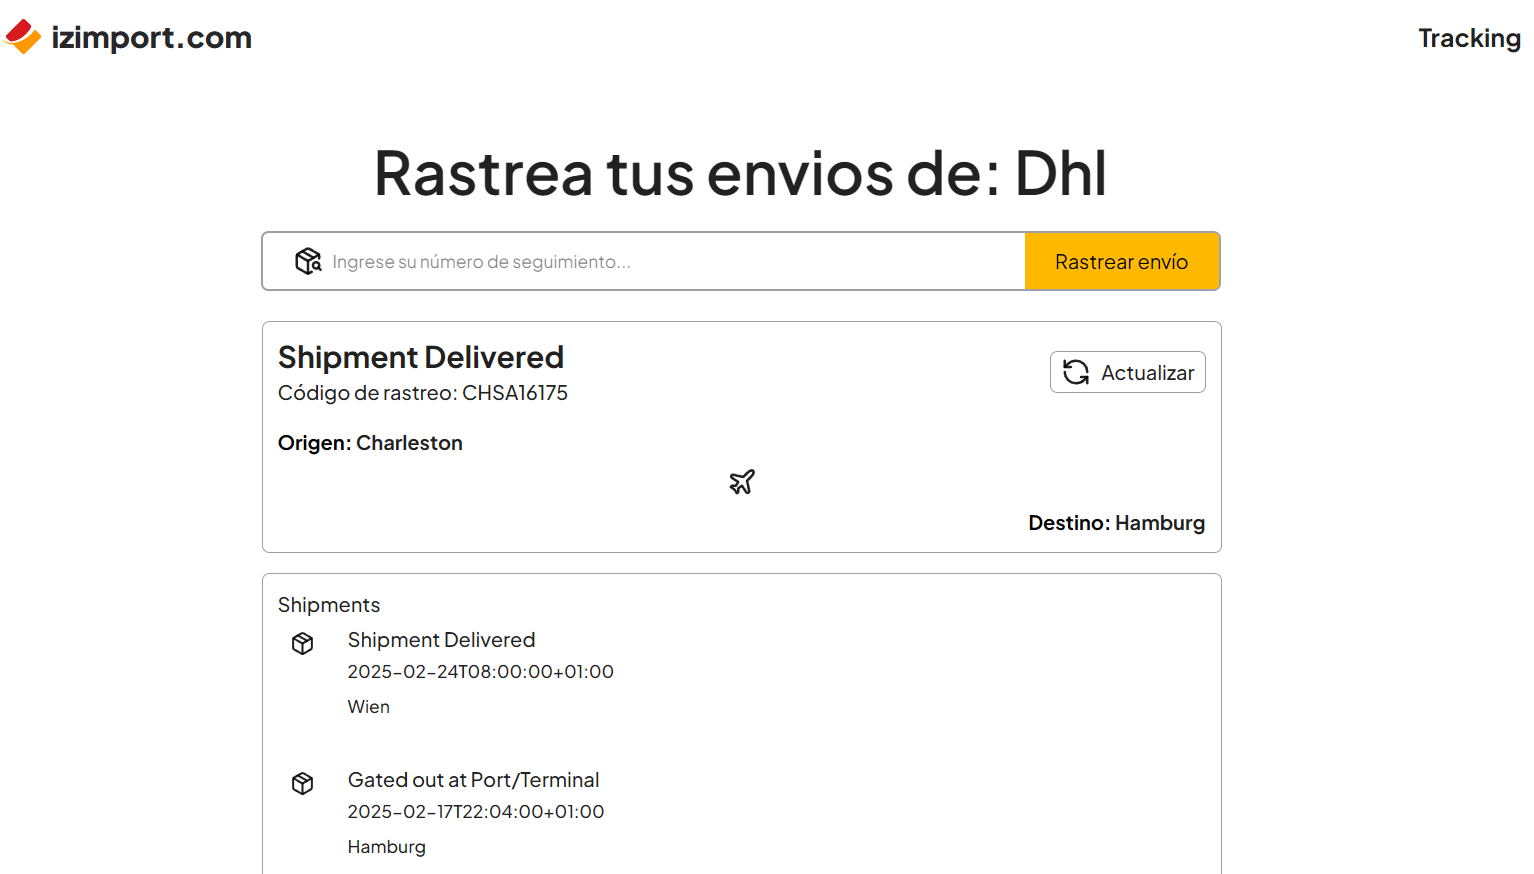 izimport.com
Tracking
Rastrea tus envios de: Dhl
Ingrese su número de seguimiento...
Rastrear envío
Shipment Delivered
Código de rastreo: CHSA16175
Actualizar
Origen: Charleston
Destino: Hamburg
Shipments
Shipment Delivered
2025-02-24T08:00:00+01:00
Wien
Gated out at Port/Terminal
2025-02-17T22:04:00+01:00
Hamburg